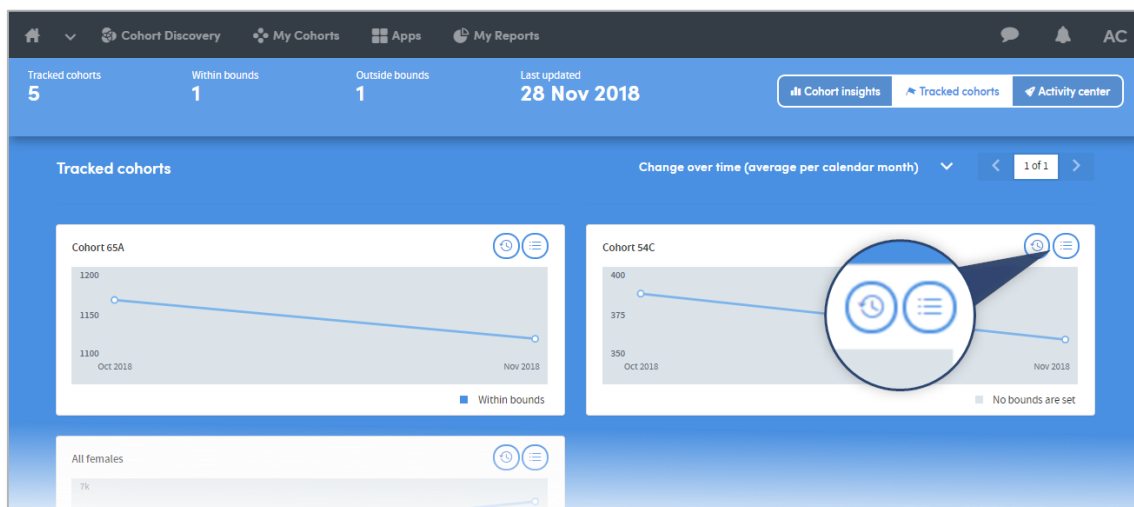 Cohort Discovery My Cohorts Apps My Reports AC
Tracked cohorts Within bounds Outside bounds Last updated
5 1 1 28 Nov 2018
Cohort insights Tracked cohorts Activity center
Tracked cohorts Change over time (average per calendar month) 1 of 1
Cohort 65A
1200
1150
1100
Oct 2018 Nov 2018
Within bounds
Cohort 54C
400
375
350
Oct 2018 Nov 2018
No bounds are set
All females
7k